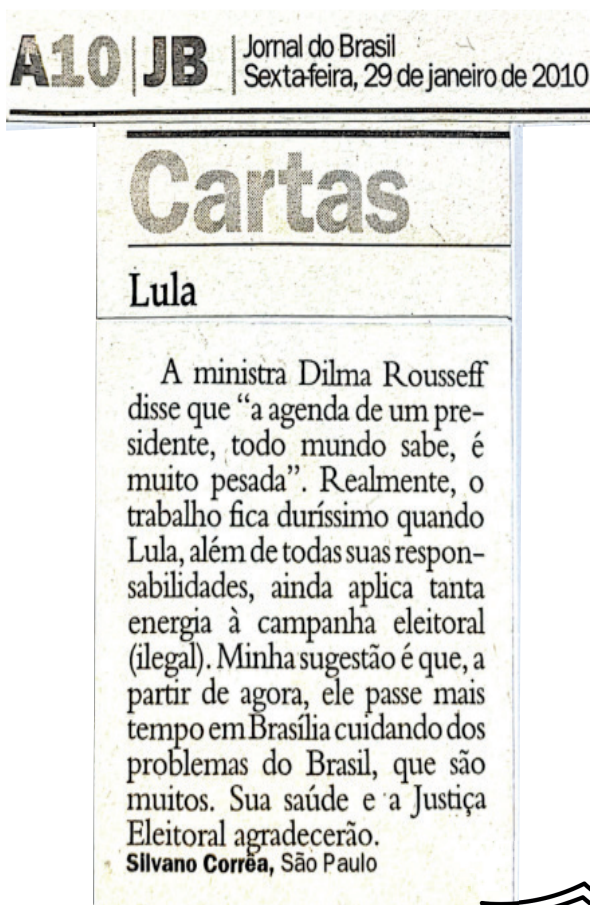 A10 | JB | Jornal do Brasil
Sexta-feira, 29 de janeiro de 2010
Cartas
Lula
A ministra Dilma Rousseff
disse que “a agenda de um pre-
sidente, todo mundo sabe, é
muito pesada”. Realmente, o
trabalho fica duríssimo quando
Lula, além de todas suas respon-
sabilidades, ainda aplica tanta
energia à campanha eleitoral
(ilegal). Minha sugestão é que, a
partir de agora, ele passe mais
tempo em Brasília cuidando dos
problemas do Brasil, que são
muitos. Sua saúde e a Justiça
Eleitoral agradecerão.
Silvano Corrêa, São Paulo